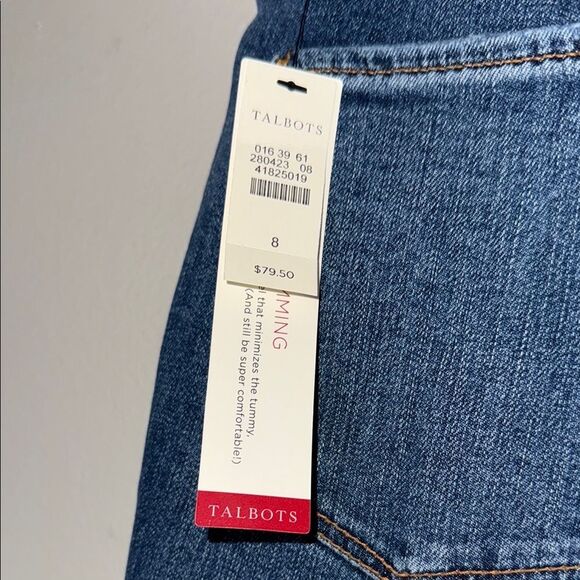 TALBOTS
016 39 61
280423 08
41825019
8
$79.50
MING
that minimizes the tummy.
(And still be super comfortable!)
TALBOTS